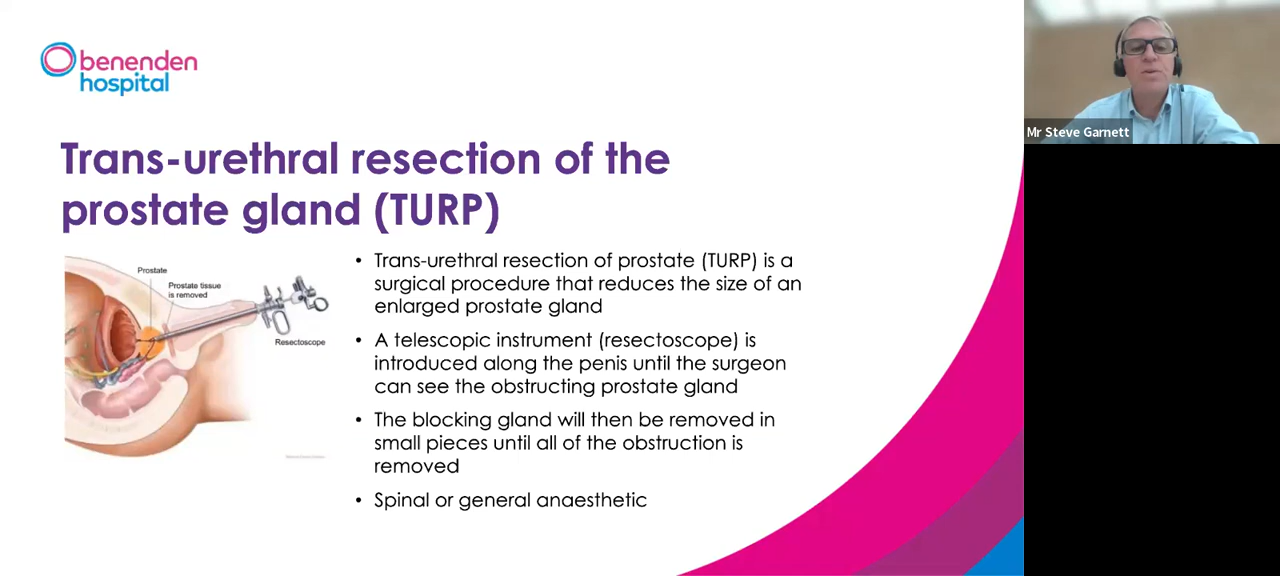 benenden
hospital
Mr Steve Garnett
Trans-urethral resection of the
prostate gland (TURP)
Prostate
Prostate tissue
is removed
Resectoscope
• Trans-urethral resection of prostate (TURP) is a
surgical procedure that reduces the size of an
enlarged prostate gland
• A telescopic instrument (resectoscope) is
introduced along the penis until the surgeon
can see the obstructing prostate gland
• The blocking gland will then be removed in
small pieces until all of the obstruction is
removed
• Spinal or general anaesthetic